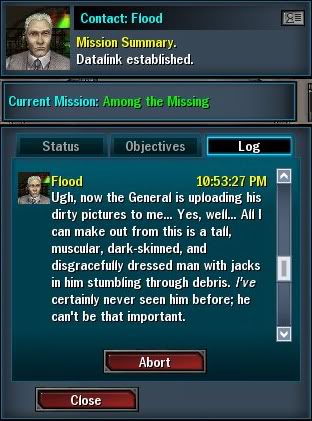 Contact: Flood
Mission Summary.
Datalink established.
Current Mission: Among the Missing
Status
Objectives
Log
Flood 10:53:27 PM
Ugh, now the General is uploading his
dirty pictures to me... Yes, well... All I
can make out from this is a tall,
muscular, dark-skinned, and
disgracefully dressed man with jacks
in him stumbling through debris. I've
certainly never seen him before; he
can't be that important.
Abort
Close